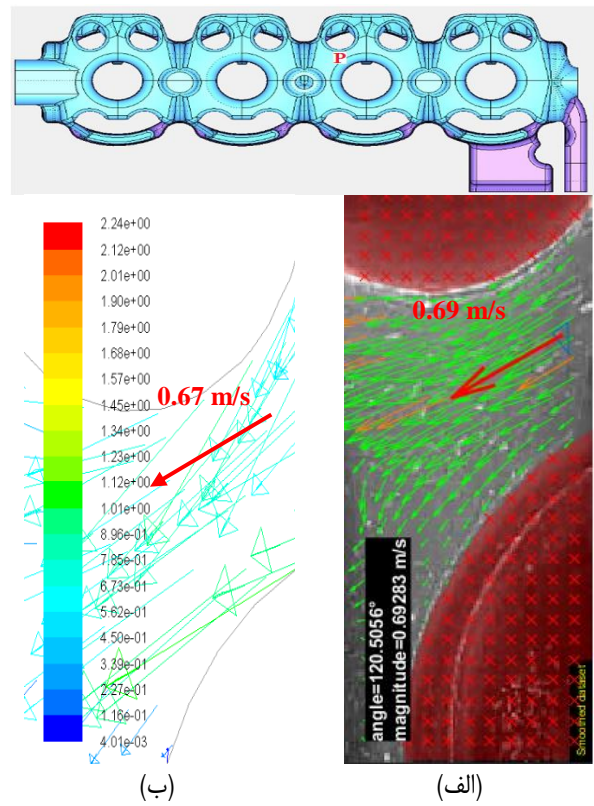 P
2.24e+00
2.12e+00
2.01e+00
1.90e+00
1.79e+00
1.68e+00
1.57e+00
1.45e+00
1.34e+00
1.23e+00
1.12e+00
1.01e+00
8.96e-01
7.85e-01
6.73e-01
5.62e-01
4.50e-01
3.39e-01
2.27e-01
1.16e-01
4.01e-03
0.67 m/s
0.69 m/s
angle=120.5056°
magnitude=0.69283 m/s
Smoothed dataset
(الف)
(ب)